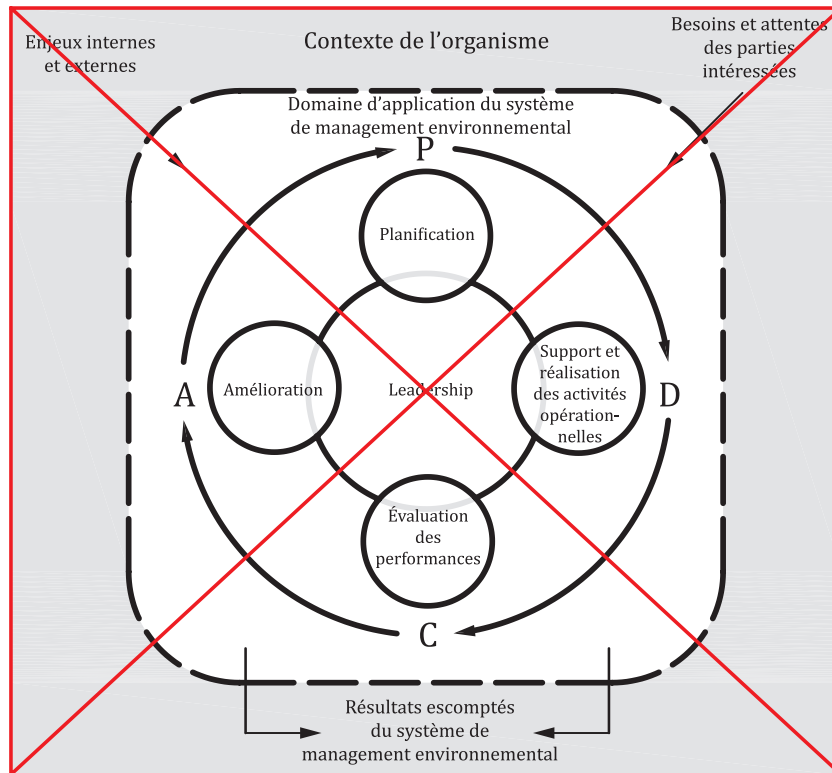 Enjeux internes
et externes
Contexte de l'organisme
Besoins et attentes
des parties
intéressées
Domaine d'application du système
de management environnemental
P
Planification
A
Amélioration
Leadership
Support et
réalisation
des activités
opération-
nelles
D
Évaluation
des
performances
C
Résultats escomptés
du système de
management environnemental